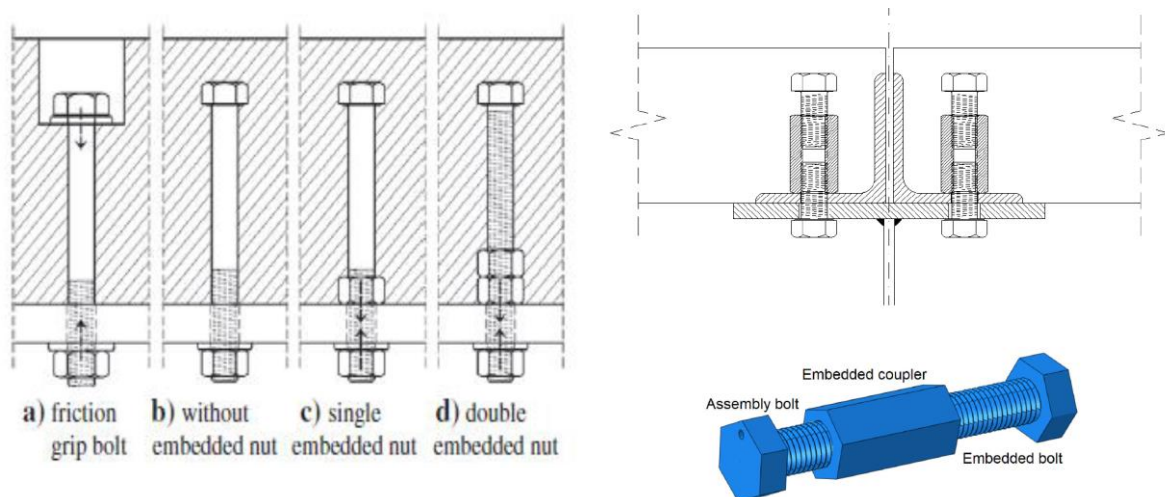 a) friction
grip bolt
b) without
embedded nut
c) single
embedded nut
d) double
embedded nut
Embedded coupler
Assembly bolt
Embedded bolt